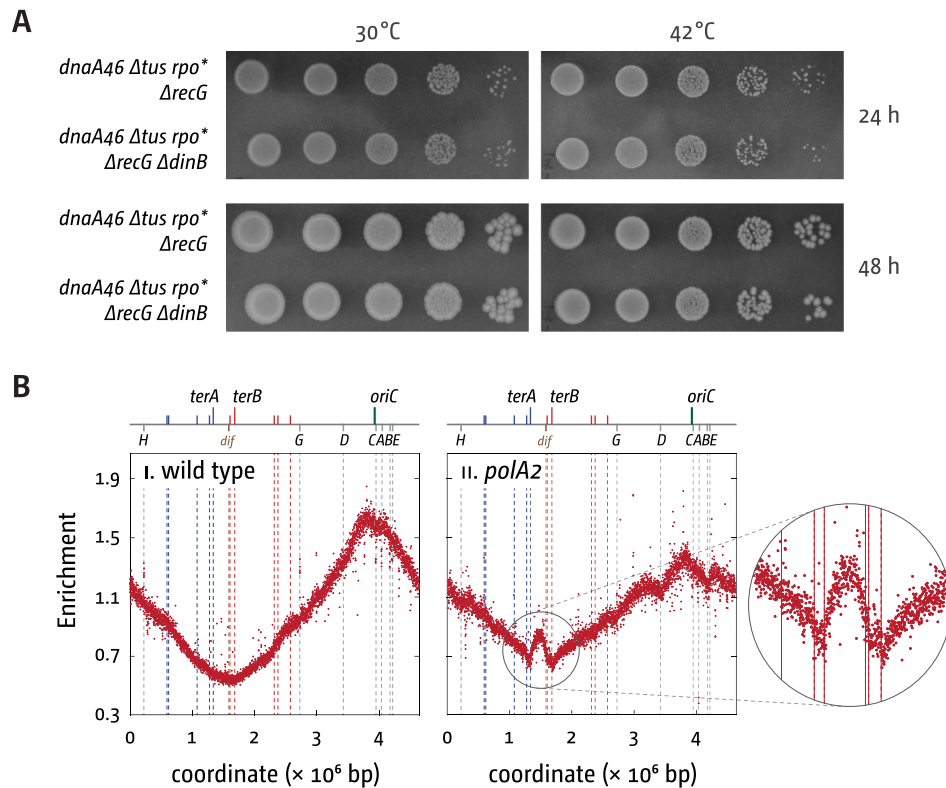 A
30°C
42°C
dnaA46 Δtus rpo*
ΔrecG
dnaA46 Δtus rpo*
ΔrecG ΔdinB
24 h
dnaA46 Δtus rpo*
ΔrecG
dnaA46 Δtus rpo*
ΔrecG ΔdinB
48 h
B
terA terB oriC
H dif G D CABE
terA terB oriC
H dif G D CABE
I. wild type
II. polA2
Enrichment
1.9
1.5
1.1
0.7
0.3
0 1 2 3 4
0 1 2 3 4
coordinate (× 10⁶ bp)
coordinate (× 10⁶ bp)